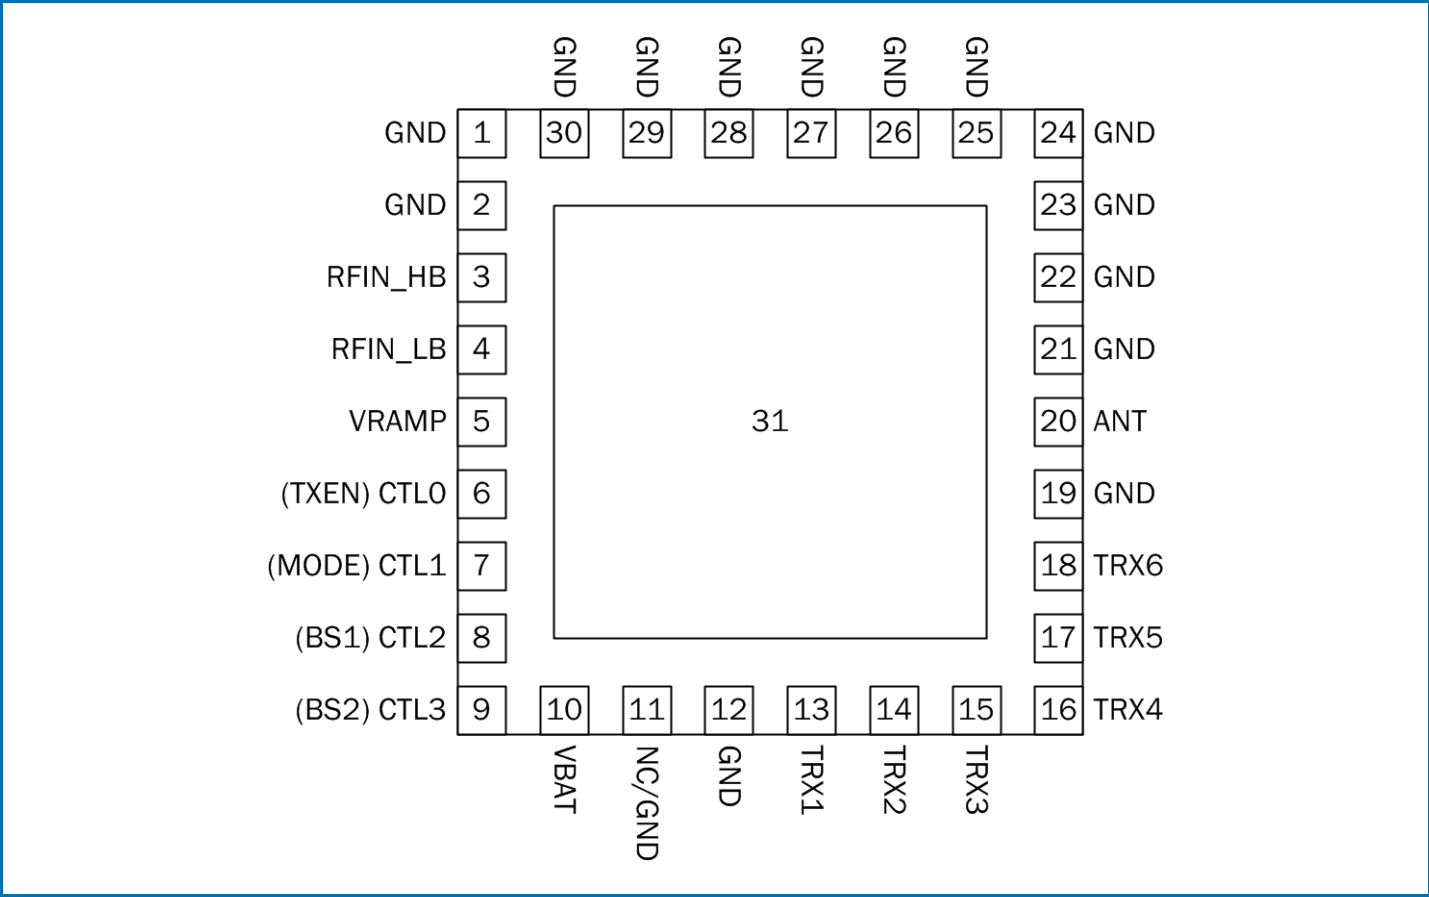 GND GND GND GND GND GND
GND 1 30 29 28 27 26 25 24 GND
GND 2 23 GND
RFIN_HB 3 22 GND
RFIN_LB 4 21 GND
VRAMP 5 31 20 ANT
(TXEN) CTL0 6 19 GND
(MODE) CTL1 7 18 TRX6
(BS1) CTL2 8 17 TRX5
(BS2) CTL3 9 10 11 12 13 14 15 16 TRX4
VBAT NC/GND GND TRX1 TRX2 TRX3